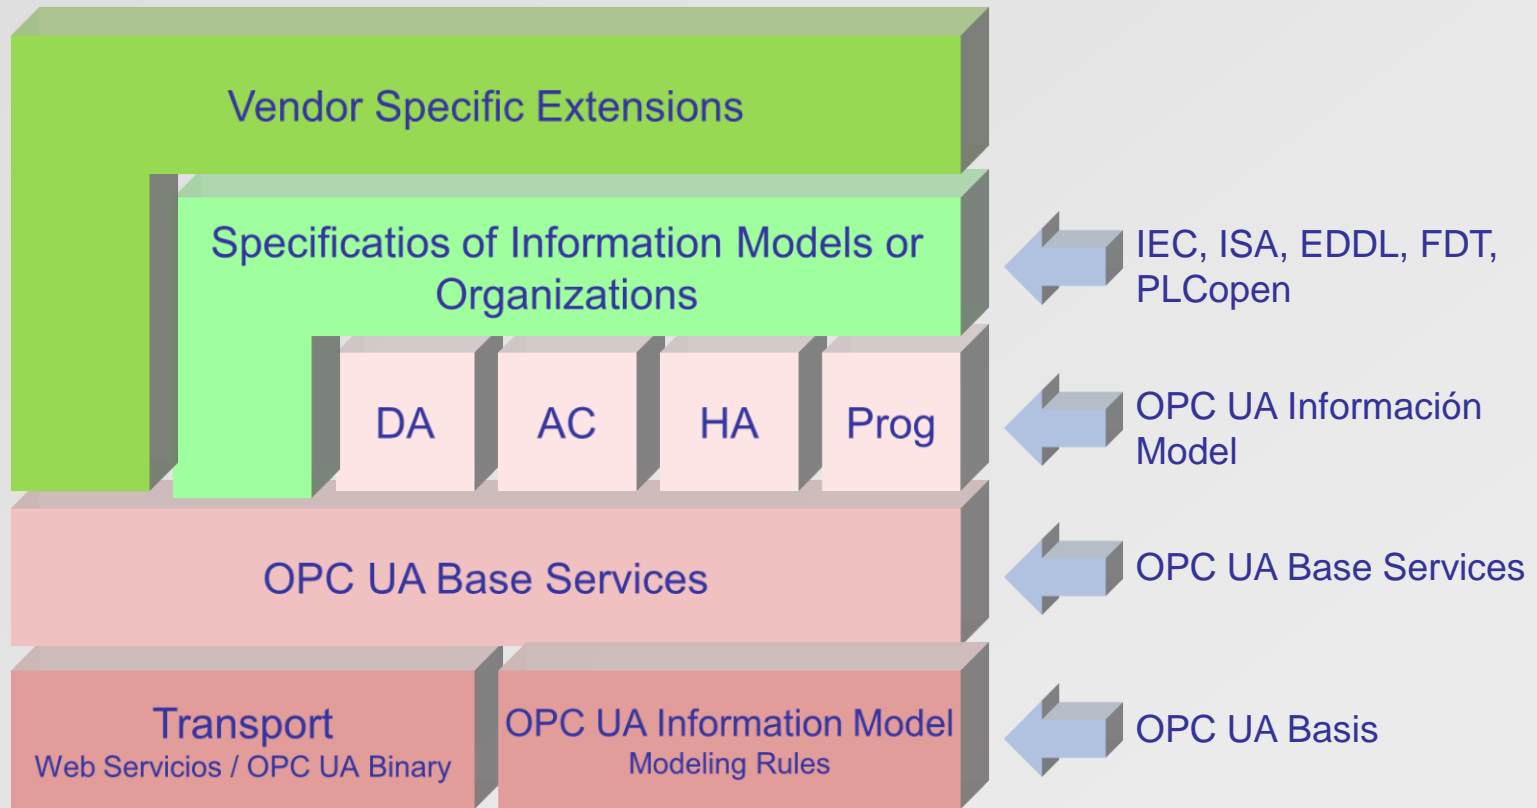 Vendor Specific Extensions
Specificatios of Information Models or
Organizations
IEC, ISA, EDDL, FDT,
PLCopen
DA
AC
HA
Prog
OPC UA Información
Model
OPC UA Base Services
OPC UA Base Services
Transport
Web Servicios / OPC UA Binary
OPC UA Information Model
Modeling Rules
OPC UA Basis